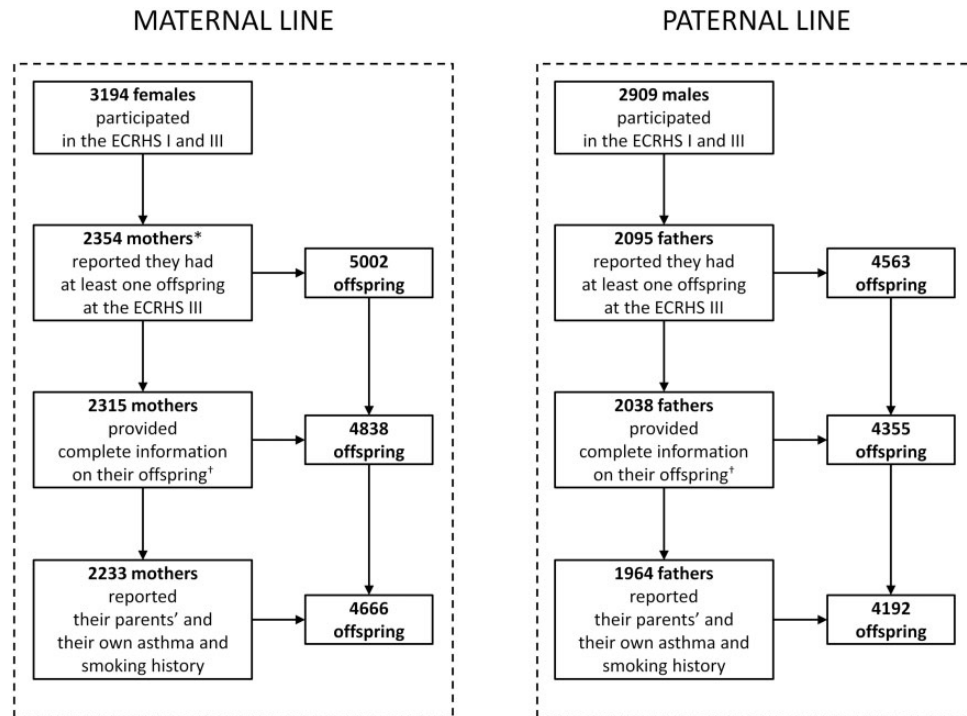 MATERNAL LINE
3194 females
participated
in the ECRHS I and III
2354 mothers*
reported they had
at least one offspring
at the ECRHS III
5002
offspring
2315 mothers
provided
complete information
on their offspring†
4838
offspring
2233 mothers
reported
their parents’ and
their own asthma and
smoking history
4666
offspring
PATERNAL LINE
2909 males
participated
in the ECRHS I and III
2095 fathers
reported they had
at least one offspring
at the ECRHS III
4563
offspring
2038 fathers
provided
complete information
on their offspring†
4355
offspring
1964 fathers
reported
their parents’ and
their own asthma and
smoking history
4192
offspring